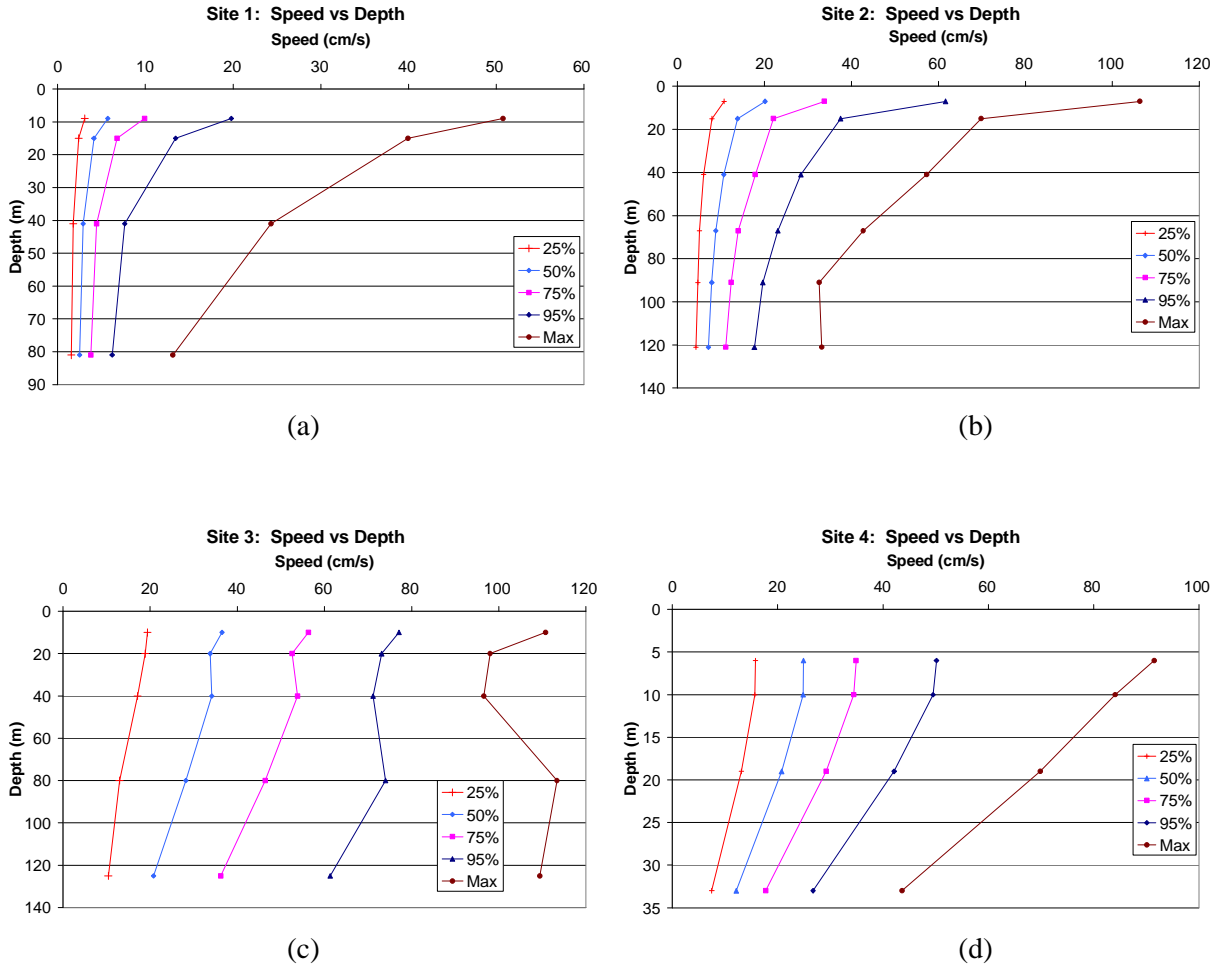 Site 1: Speed vs Depth
Speed (cm/s)
0 10 20 30 40 50 60
0
10
20
30
40
50
60
70
80
90
Depth (m)
25%
50%
75%
95%
Max
(a)
Site 2: Speed vs Depth
Speed (cm/s)
0 20 40 60 80 100 120
0
20
40
60
80
100
120
140
Depth (m)
25%
50%
75%
95%
Max
(b)
Site 3: Speed vs Depth
Speed (cm/s)
0 20 40 60 80 100 120
0
20
40
60
80
100
120
140
Depth (m)
25%
50%
75%
95%
Max
(c)
Site 4: Speed vs Depth
Speed (cm/s)
0 20 40 60 80 100
0
5
10
15
20
25
30
35
Depth (m)
25%
50%
75%
95%
Max
(d)